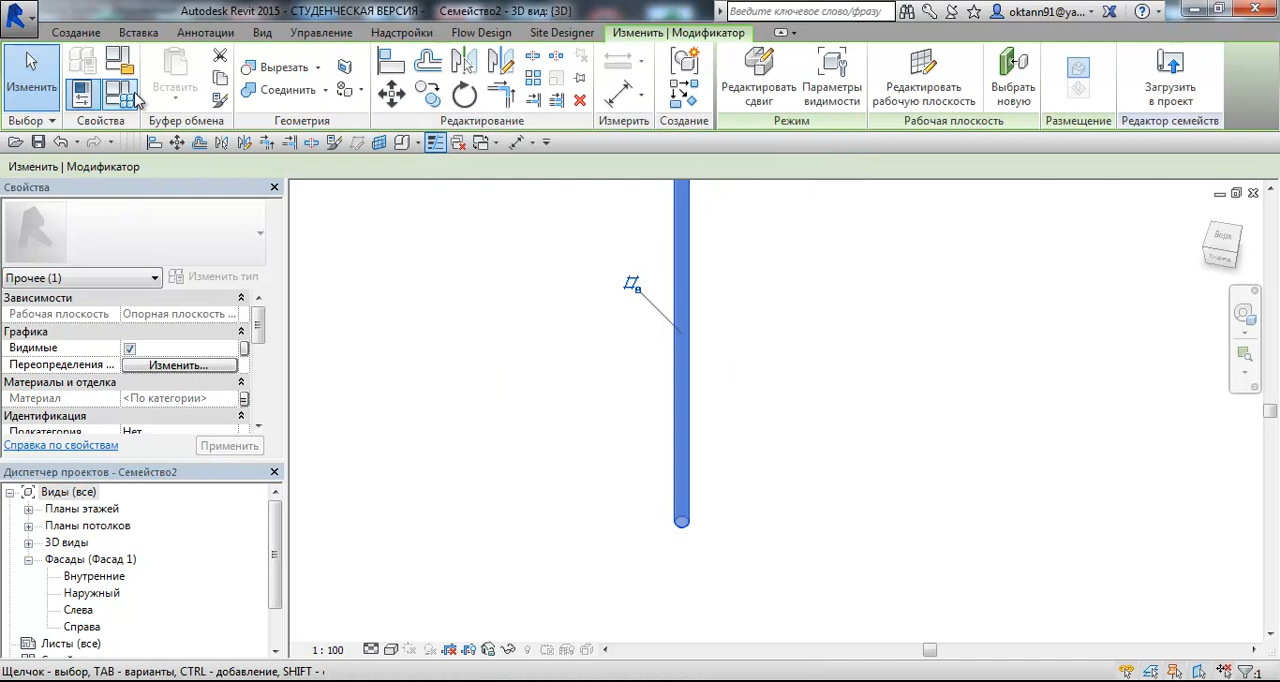 Autodesk Revit 2015 - СТУДЕНЧЕСКАЯ ВЕРСИЯ - Семейство2 - 3D вид: {3D}
Введите ключевое слово/фразу
oktann91@ya...
Создание Вставка Аннотации Вид Управление Надстройки Flow Design Site Designer Изменить | Модификатор
Изменить
Вставить
Вырезать
Соединить
Редактировать сдвиг
Параметры видимости
Редактировать рабочую плоскость
Выбрать новую
Загрузить в проект
Выбор Свойства Буфер обмена Геометрия Редактирование Измерить Создание Режим Рабочая плоскость Размещение Редактор семейств
Изменить | Модификатор
Свойства
Прочее (1) Изменить тип
Зависимости
Рабочая плоскость Опорная плоскость ...
Графика
Видимые
Переопределения ... Изменить...
Материалы и отделка
Материал <По категории>
Идентификация
Подкатегория Нет
Справка по свойствам Применить
Диспетчер проектов - Семейство2
Виды (все)
Планы этажей
Планы потолков
3D виды
Фасады (Фасад 1)
Внутренние
Наружный
Слева
Справа
Листы (все)
Верх
1 : 100
Щелчок - выбор, TAB - варианты, CTRL - добавление, SHIFT -
:1